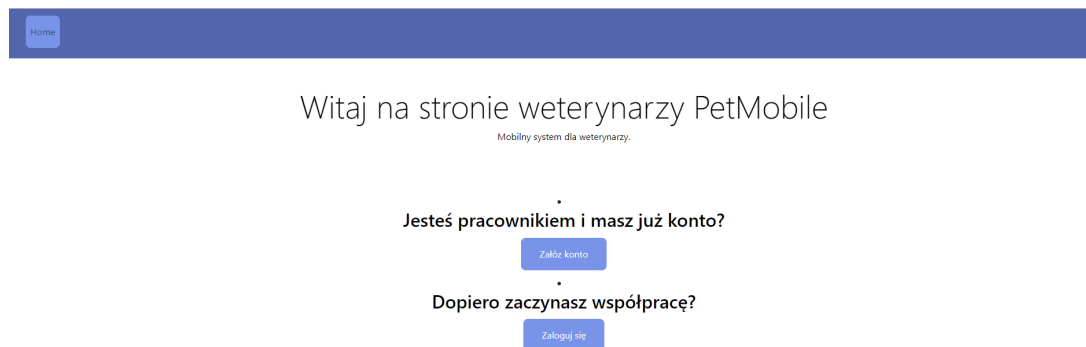 Home
Witaj na stronie weterynarzy PetMobile
Mobilny system dla weterynarzy.
Jesteś pracownikiem i masz już konto?
Załóz konto
Dopiero zaczynasz współpracę?
Zaloguj się